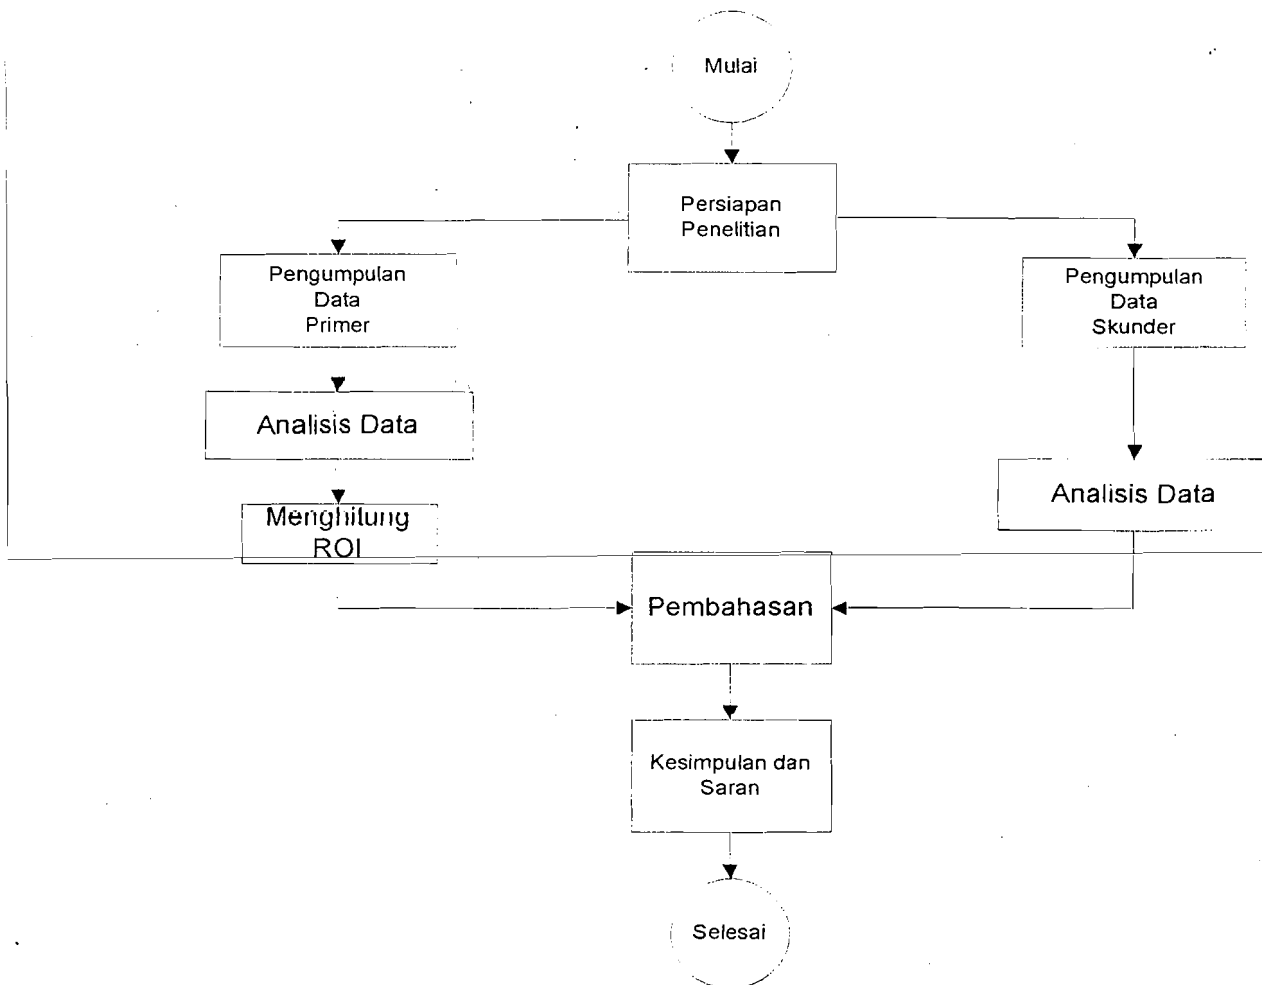 Mulai
Persiapan
Penelitian
Pengumpulan
Data
Primer
Pengumpulan
Data
Skunder
Analisis Data
Analisis Data
Menghitung
ROI
Pembahasan
Kesimpulan dan
Saran
Selesai